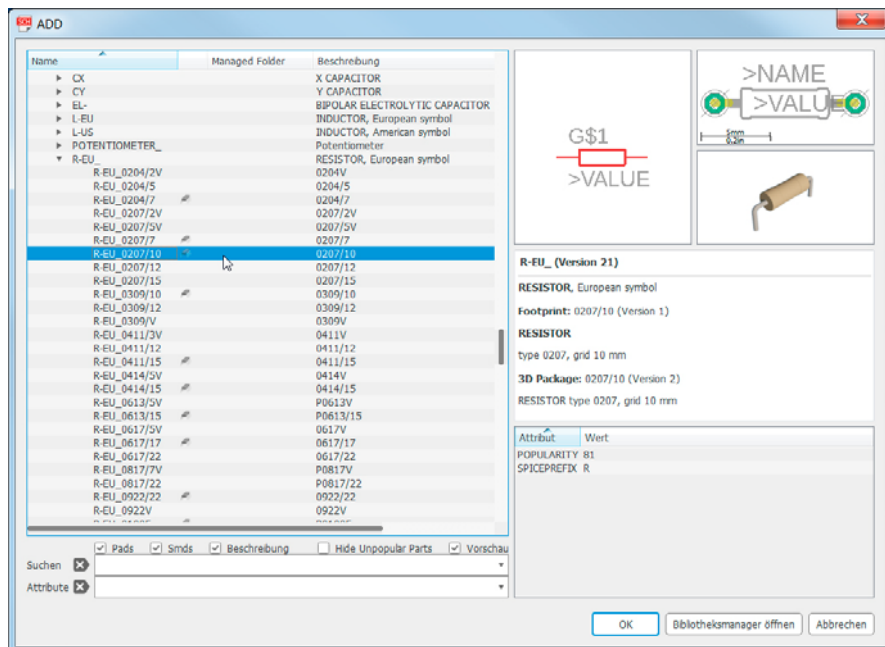 ADD
Name Managed Folder Beschreibung
CX X CAPACITOR
CY Y CAPACITOR
EL- BIPOLAR ELECTROLYTIC CAPACITOR
L-EU INDUCTOR, European symbol
L-US INDUCTOR, American symbol
POTENTIOMETER_ Potentiometer
R-EU_ RESISTOR, European symbol
R-EU_0204/2V 0204V
R-EU_0204/5 0204/5
R-EU_0204/7 0204/7
R-EU_0207/2V 0207/2V
R-EU_0207/5V 0207/5V
R-EU_0207/7 0207/7
R-EU_0207/10 0207/10
R-EU_0207/12 0207/12
R-EU_0207/15 0207/15
R-EU_0309/10 0309/10
R-EU_0309/12 0309/12
R-EU_0309/V 0309V
R-EU_0411/3V 0411V
R-EU_0411/12 0411/12
R-EU_0411/15 0411/15
R-EU_0414/5V 0414V
R-EU_0414/15 0414/15
R-EU_0613/5V P0613V
R-EU_0613/15 P0613/15
R-EU_0617/5V 0617V
R-EU_0617/17 0617/17
R-EU_0617/22 0617/22
R-EU_0817/7V P0817V
R-EU_0817/22 P0817/22
R-EU_0922/22 0922/22
R-EU_0922V 0922V
Pads Smds Beschreibung Hide Unpopular Parts Vorschau
Suchen
Attribute
G$1
>VALUE
>NAME
>VALUE
5mm
0.2in
R-EU_ (Version 21)
RESISTOR, European symbol
Footprint: 0207/10 (Version 1)
RESISTOR
type 0207, grid 10 mm
3D Package: 0207/10 (Version 2)
RESISTOR type 0207, grid 10 mm
Attribut Wert
POPULARITY 81
SPICEPREFIX R
OK Bibliotheksmanager öffnen Abbrechen